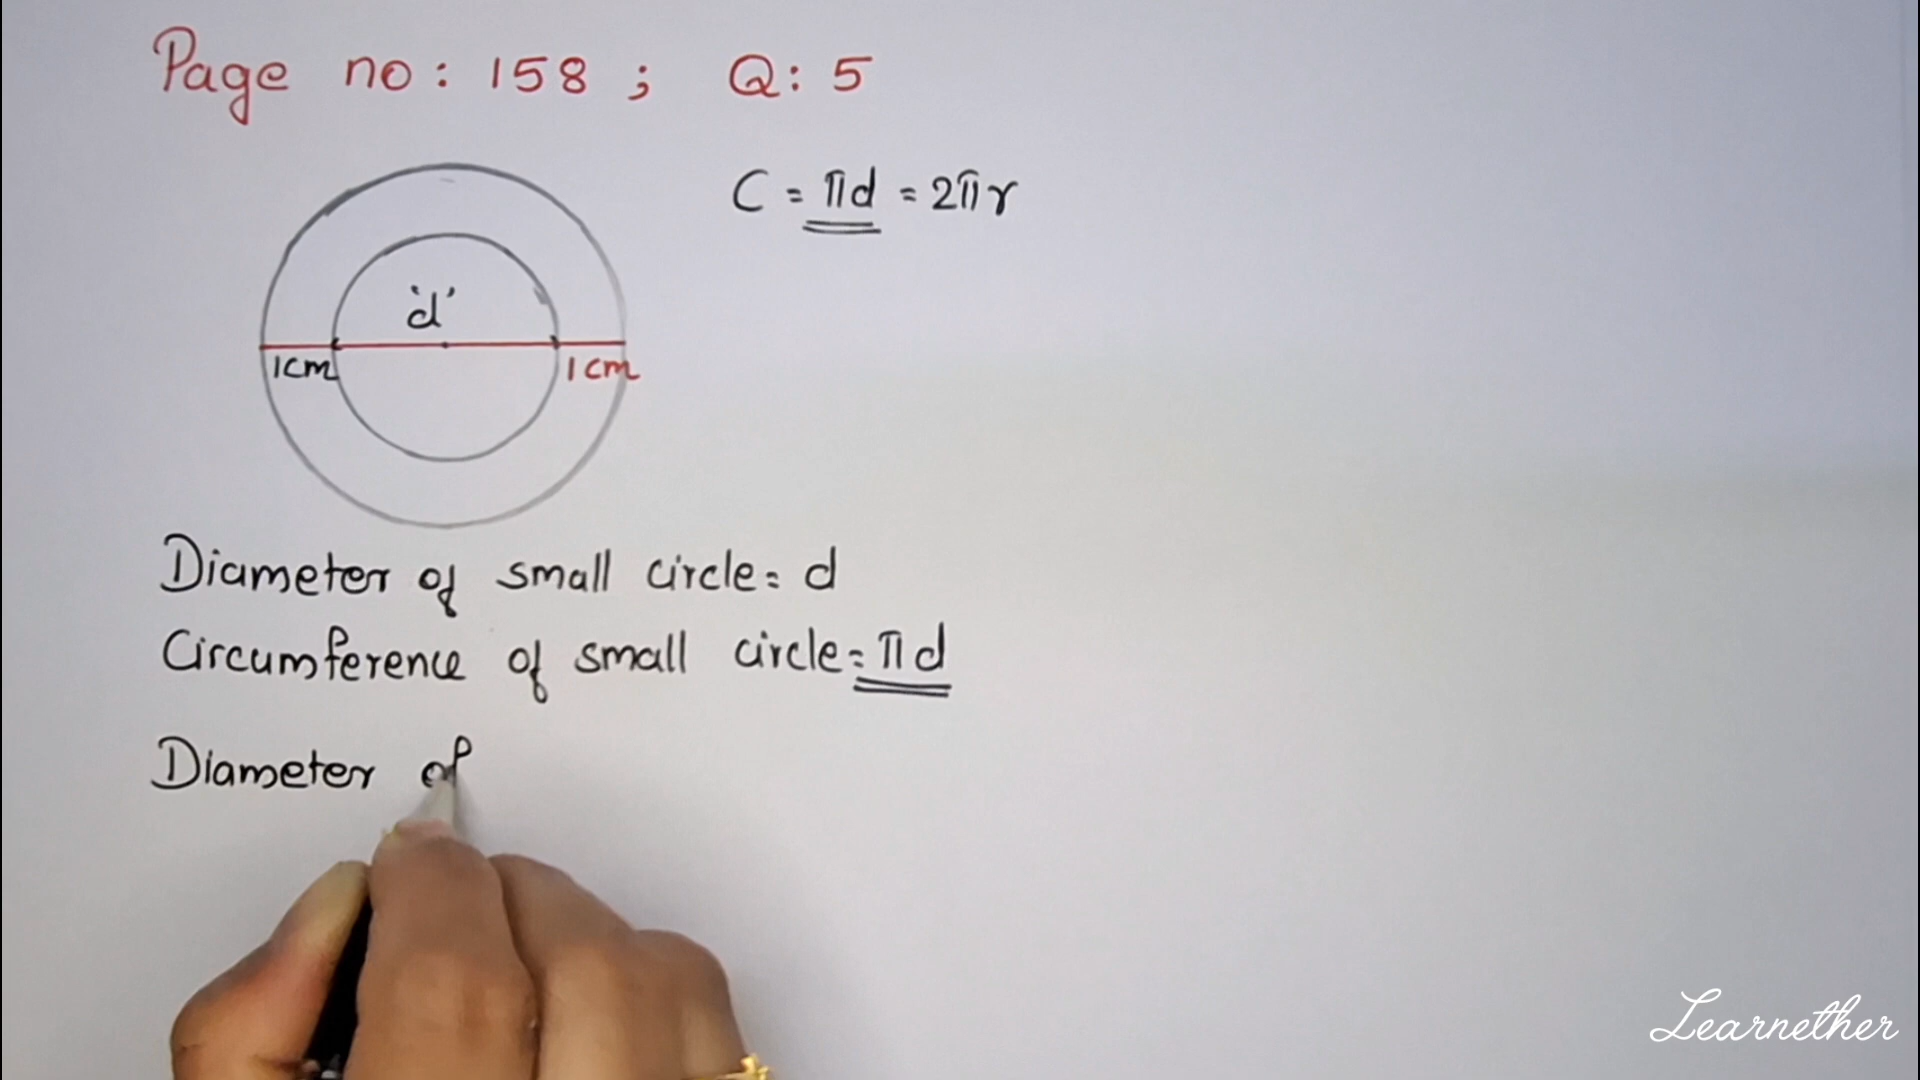 Page no: 158 ; Q: 5
C = πd = 2πr
'd'
1cm 1cm
Diameter of small circle = d
Circumference of small circle = πd
Diameter of
Learnether